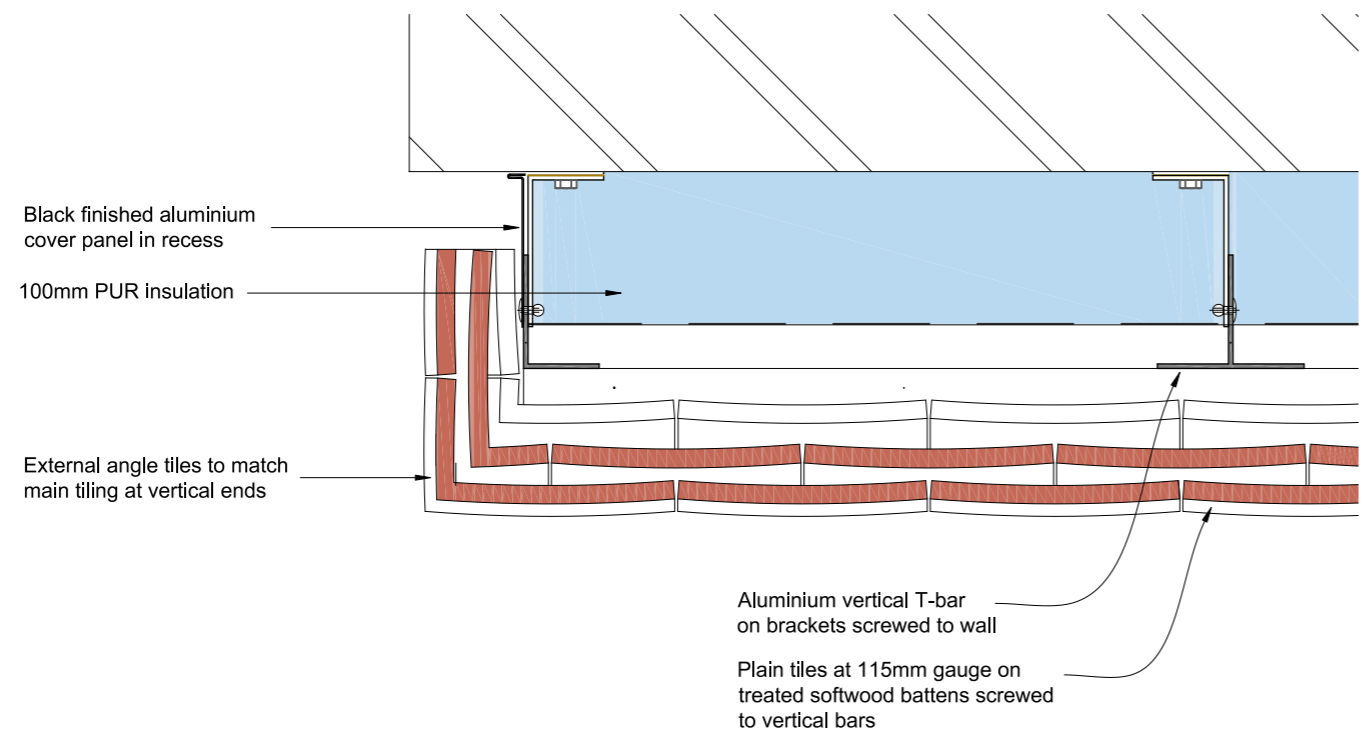 Black finished aluminium
cover panel in recess
100mm PUR insulation
External angle tiles to match
main tiling at vertical ends
Aluminium vertical T-bar
on brackets screwed to wall
Plain tiles at 115mm gauge on
treated softwood battens screwed
to vertical bars